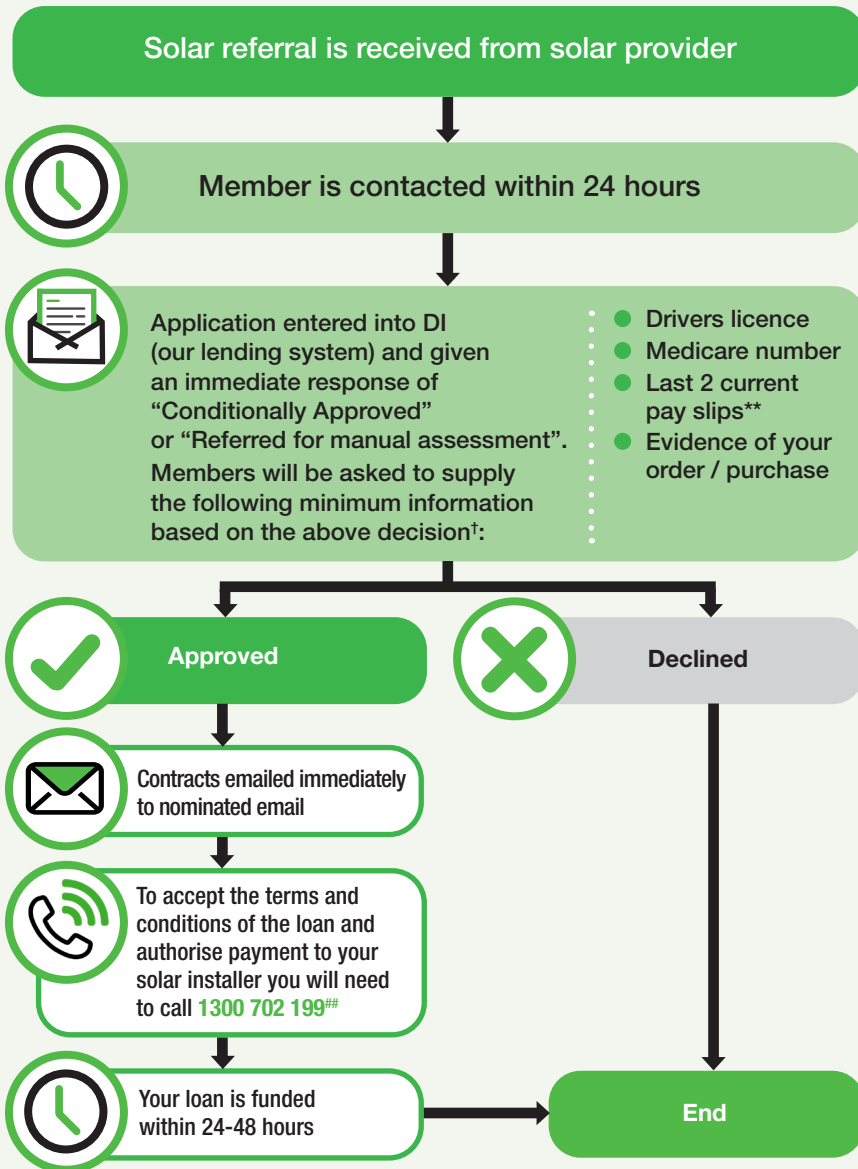 Solar referral is received from solar provider
Member is contacted within 24 hours
Application entered into DI
(our lending system) and given
an immediate response of
“Conditionally Approved”
or “Referred for manual assessment”.
Members will be asked to supply
the following minimum information
based on the above decision†:
Drivers licence
Medicare number
Last 2 current
pay slips**
Evidence of your
order / purchase
Approved
Declined
Contracts emailed immediately
to nominated email
To accept the terms and
conditions of the loan and
authorise payment to your
solar installer you will need
to call 1300 702 199##
Your loan is funded
within 24-48 hours
End